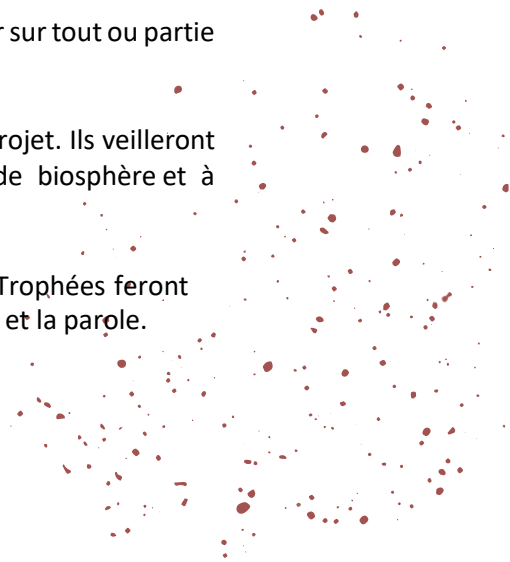 r sur tout ou partie
rojet. Ils veilleront
de biosphère et à
Trophées feront
et la parole.